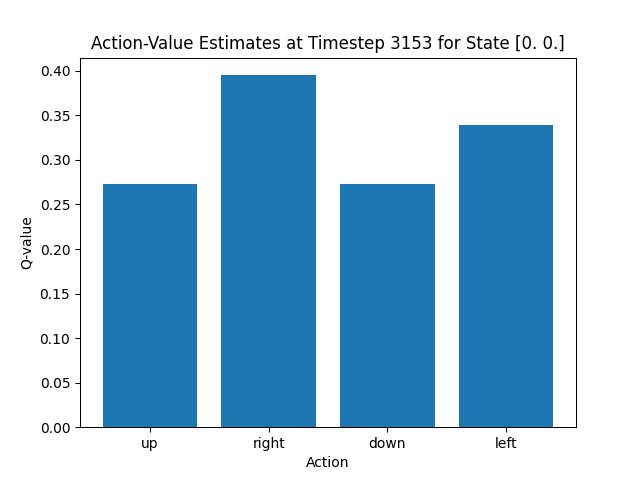 Action-Value Estimates at Timestep 3153 for State [0. 0.]
0.40
0.35
0.30
0.25
0.20
0.15
0.10
0.05
0.00
Q-value
up right down left
Action